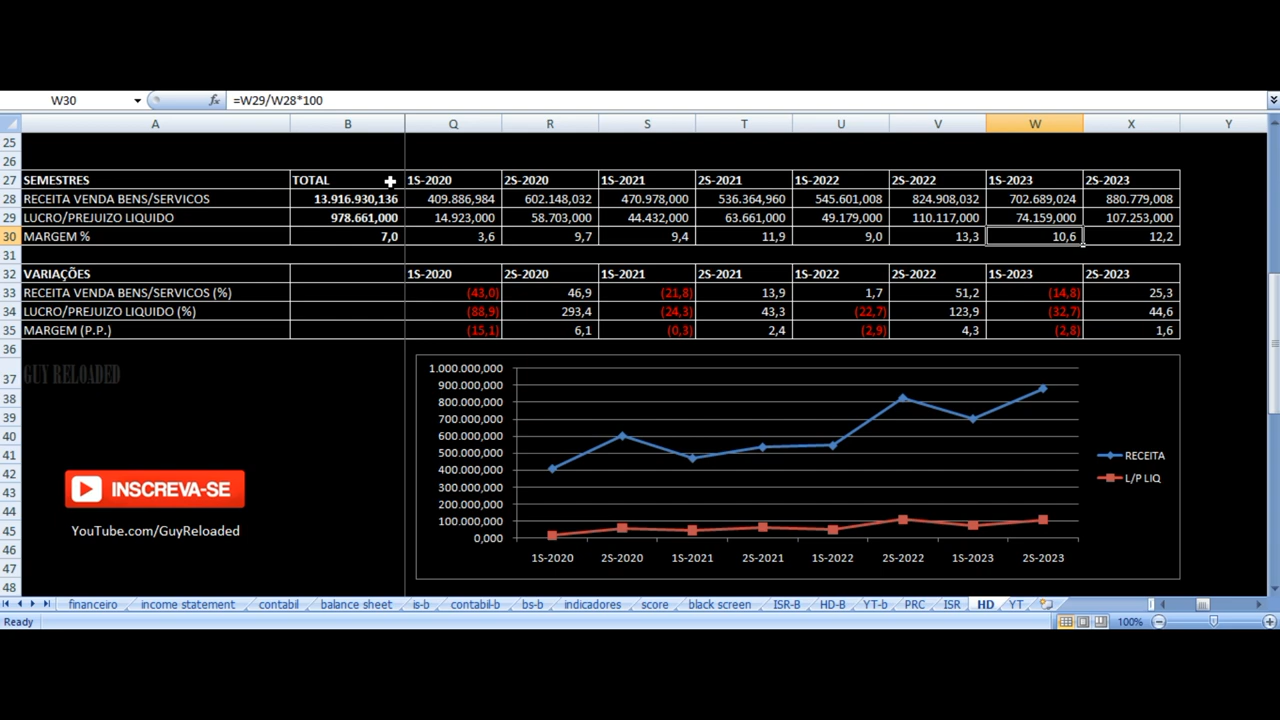 W30 fx =W29/W28*100
A B Q R S T U V W X Y
25
26
27 SEMESTRES TOTAL 1S-2020 2S-2020 1S-2021 2S-2021 1S-2022 2S-2022 1S-2023 2S-2023
28 RECEITA VENDA BENS/SERVICOS 13.916.930,136 409.886,984 602.148,032 470.978,000 536.364,960 545.601,008 824.908,032 702.689,024 880.779,008
29 LUCRO/PREJUIZO LIQUIDO 978.661,000 14.923,000 58.703,000 44.432,000 63.661,000 49.179,000 110.117,000 74.159,000 107.253,000
30 MARGEM % 7,0 3,6 9,7 9,4 11,9 9,0 13,3 10,6 12,2
31
32 VARIAÇÕES 1S-2020 2S-2020 1S-2021 2S-2021 1S-2022 2S-2022 1S-2023 2S-2023
33 RECEITA VENDA BENS/SERVICOS (%) (43,0) 46,9 (21,8) 13,9 1,7 51,2 (14,8) 25,3
34 LUCRO/PREJUIZO LIQUIDO (%) (88,9) 293,4 (24,3) 43,3 (22,7) 123,9 (32,7) 44,6
35 MARGEM (P.P.) (15,1) 6,1 (0,3) 2,4 (2,9) 4,3 (2,8) 1,6
36
37 GUY RELOADED
38
39
40
41
42
43
44
45
46
47
48
INSCREVA-SE
YouTube.com/GuyReloaded
1.000.000,000
900.000,000
800.000,000
700.000,000
600.000,000
500.000,000
400.000,000
300.000,000
200.000,000
100.000,000
0,000
1S-2020 2S-2020 1S-2021 2S-2021 1S-2022 2S-2022 1S-2023 2S-2023
RECEITA
L/P LIQ
financeiro income statement contabil balance sheet is-b contabil-b bs-b indicadores score black screen ISR-B HD-B YT-b PRC ISR HD YT
Ready 100%